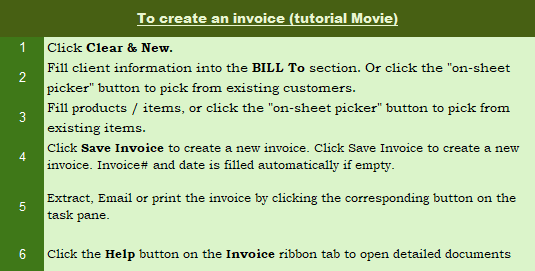 To create an invoice (tutorial Movie)
1 Click Clear & New.
2 Fill client information into the BILL To section. Or click the "on-sheet
picker" button to pick from existing customers.
3 Fill products / items, or click the "on-sheet picker" button to pick from
existing items.
4 Click Save Invoice to create a new invoice. Click Save Invoice to create a new
invoice. Invoice# and date is filled automatically if empty.
5 Extract, Email or print the invoice by clicking the corresponding button on the
task pane.
6 Click the Help button on the Invoice ribbon tab to open detailed documents